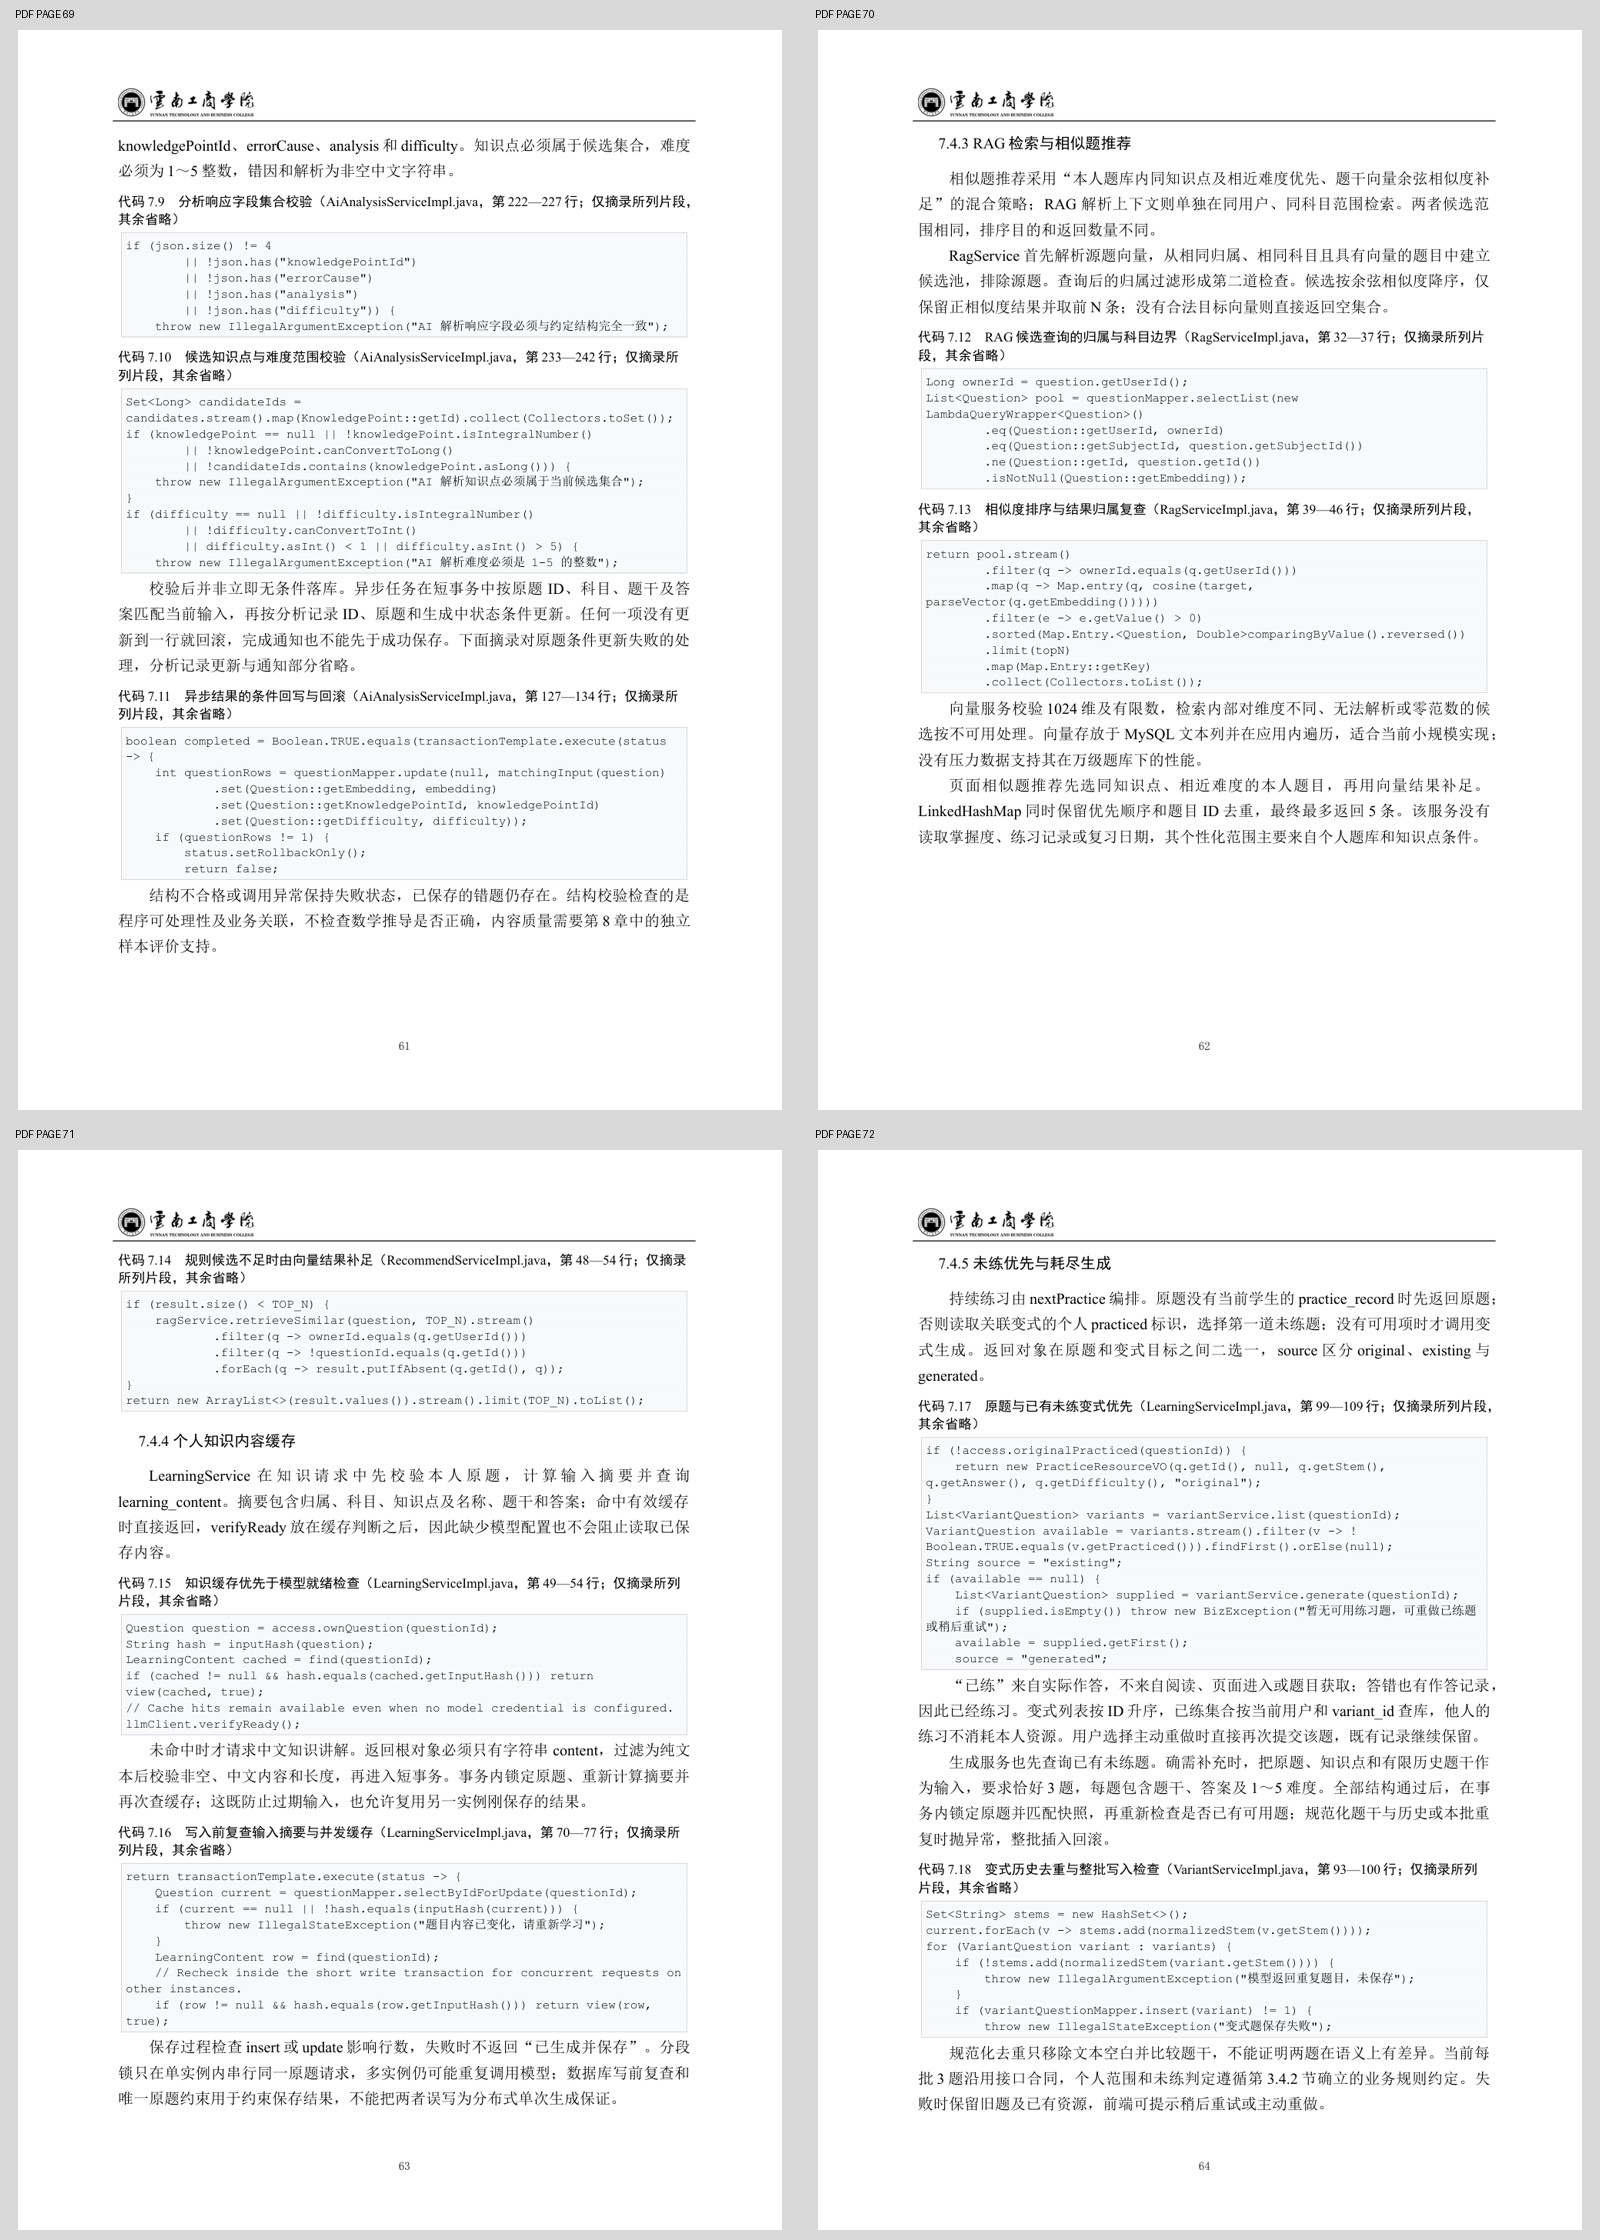 PDF PAGE 69
雲南工商學院
YUNNAN TECHNOLOGY AND BUSINESS COLLEGE
knowledgePointId、errorCause、analysis 和 difficulty。知识点必须属于候选集合，难度
必须为 1～5 整数，错因和解析为非空中文字符串。
代码 7.9　分析响应字段集合校验（AiAnalysisServiceImpl.java，第 222—227 行；仅摘录所列片段，
其余省略）
if (json.size() != 4
        || !json.has("knowledgePointId")
        || !json.has("errorCause")
        || !json.has("analysis")
        || !json.has("difficulty")) {
    throw new IllegalArgumentException("AI 解析响应字段必须与约定结构完全一致");
代码 7.10　候选知识点与难度范围校验（AiAnalysisServiceImpl.java，第 233—242 行；仅摘录所
列片段，其余省略）
Set<Long> candidateIds =
candidates.stream().map(KnowledgePoint::getId).collect(Collectors.toSet());
if (knowledgePoint == null || !knowledgePoint.isIntegralNumber()
        || !knowledgePoint.canConvertToLong()
        || !candidateIds.contains(knowledgePoint.asLong())) {
    throw new IllegalArgumentException("AI 解析知识点必须属于当前候选集合");
}
if (difficulty == null || !difficulty.isIntegralNumber()
        || !difficulty.canConvertToInt()
        || difficulty.asInt() < 1 || difficulty.asInt() > 5) {
    throw new IllegalArgumentException("AI 解析难度必须是 1-5 的整数");
校验后并非立即无条件落库。异步任务在短事务中按原题 ID、科目、题干及答
案匹配当前输入，再按分析记录 ID、原题和生成中状态条件更新。任何一项没有更
新到一行就回滚，完成通知也不能先于成功保存。下面摘录对原题条件更新失败的处
理，分析记录更新与通知部分省略。
代码 7.11　异步结果的条件回写与回滚（AiAnalysisServiceImpl.java，第 127—134 行；仅摘录所
列片段，其余省略）
boolean completed = Boolean.TRUE.equals(transactionTemplate.execute(status
-> {
    int questionRows = questionMapper.update(null, matchingInput(question)
            .set(Question::getEmbedding, embedding)
            .set(Question::getKnowledgePointId, knowledgePointId)
            .set(Question::getDifficulty, difficulty));
    if (questionRows != 1) {
        status.setRollbackOnly();
        return false;
结构不合格或调用异常保持失败状态，已保存的错题仍存在。结构校验检查的是
程序可处理性及业务关联，不检查数学推导是否正确，内容质量需要第 8 章中的独立
样本评价支持。
61
PDF PAGE 70
雲南工商學院
YUNNAN TECHNOLOGY AND BUSINESS COLLEGE
7.4.3 RAG 检索与相似题推荐
相似题推荐采用“本人题库内同知识点及相近难度优先、题干向量余弦相似度补
足”的混合策略；RAG 解析上下文则单独在同用户、同科目范围检索。两者候选范
围相同，排序目的和返回数量不同。
RagService 首先解析源题向量，从相同归属、相同科目且具有向量的题目中建立
候选池，排除源题。查询后的归属过滤形成第二道检查。候选按余弦相似度降序，仅
保留正相似度结果并取前 N 条；没有合法目标向量则直接返回空集合。
代码 7.12　RAG 候选查询的归属与科目边界（RagServiceImpl.java，第 32—37 行；仅摘录所列片
段，其余省略）
Long ownerId = question.getUserId();
List<Question> pool = questionMapper.selectList(new
LambdaQueryWrapper<Question>()
        .eq(Question::getUserId, ownerId)
        .eq(Question::getSubjectId, question.getSubjectId())
        .ne(Question::getId, question.getId())
        .isNotNull(Question::getEmbedding));
代码 7.13　相似度排序与结果归属复查（RagServiceImpl.java，第 39—46 行；仅摘录所列片段，
其余省略）
return pool.stream()
        .filter(q -> ownerId.equals(q.getUserId()))
        .map(q -> Map.entry(q, cosine(target,
parseVector(q.getEmbedding()))))
        .filter(e -> e.getValue() > 0)
        .sorted(Map.Entry.<Question, Double>comparingByValue().reversed())
        .limit(topN)
        .map(Map.Entry::getKey)
        .collect(Collectors.toList());
向量服务校验 1024 维及有限数，检索内部对维度不同、无法解析或零范数的候
选按不可用处理。向量存放于 MySQL 文本列并在应用内遍历，适合当前小规模实现；
没有压力数据支持其在万级题库下的性能。
页面相似题推荐先选同知识点、相近难度的本人题目，再用向量结果补足。
LinkedHashMap 同时保留优先顺序和题目 ID 去重，最终最多返回 5 条。该服务没有
读取掌握度、练习记录或复习日期，其个性化范围主要来自个人题库和知识点条件。
62
PDF PAGE 71
雲南工商學院
YUNNAN TECHNOLOGY AND BUSINESS COLLEGE
代码 7.14　规则候选不足时由向量结果补足（RecommendServiceImpl.java，第 48—54 行；仅摘录
所列片段，其余省略）
if (result.size() < TOP_N) {
    ragService.retrieveSimilar(question, TOP_N).stream()
            .filter(q -> ownerId.equals(q.getUserId()))
            .filter(q -> !questionId.equals(q.getId()))
            .forEach(q -> result.putIfAbsent(q.getId(), q));
}
return new ArrayList<>(result.values()).stream().limit(TOP_N).toList();
7.4.4 个人知识内容缓存
LearningService 在知识请求中先校验本人原题，计算输入摘要并查询
learning_content。摘要包含归属、科目、知识点及名称、题干和答案；命中有效缓存
时直接返回，verifyReady 放在缓存判断之后，因此缺少模型配置也不会阻止读取已保
存内容。
代码 7.15　知识缓存优先于模型就绪检查（LearningServiceImpl.java，第 49—54 行；仅摘录所列
片段，其余省略）
Question question = access.ownQuestion(questionId);
String hash = inputHash(question);
LearningContent cached = find(questionId);
if (cached != null && hash.equals(cached.getInputHash())) return
view(cached, true);
// Cache hits remain available even when no model credential is configured.
llmClient.verifyReady();
未命中时才请求中文知识讲解。返回根对象必须只有字符串 content，过滤为纯文
本后校验非空、中文内容和长度，再进入短事务。事务内锁定原题、重新计算摘要并
再次查缓存；这既防止过期输入，也允许复用另一实例刚保存的结果。
代码 7.16　写入前复查输入摘要与并发缓存（LearningServiceImpl.java，第 70—77 行；仅摘录所
列片段，其余省略）
return transactionTemplate.execute(status -> {
    Question current = questionMapper.selectByIdForUpdate(questionId);
    if (current == null || !hash.equals(inputHash(current))) {
        throw new IllegalStateException("题目内容已变化，请重新学习");
    }
    LearningContent row = find(questionId);
    // Recheck inside the short write transaction for concurrent requests on
other instances.
    if (row != null && hash.equals(row.getInputHash())) return view(row,
true);
保存过程检查 insert 或 update 影响行数，失败时不返回“已生成并保存”。分段
锁只在单实例内串行同一原题请求，多实例仍可能重复调用模型；数据库写前复查和
唯一原题约束用于约束保存结果，不能把两者误写为分布式单次生成保证。
63
PDF PAGE 72
雲南工商學院
YUNNAN TECHNOLOGY AND BUSINESS COLLEGE
7.4.5 未练优先与耗尽生成
持续练习由 nextPractice 编排。原题没有当前学生的 practice_record 时先返回原题；
否则读取关联变式的个人 practiced 标识，选择第一道未练题；没有可用项时才调用变
式生成。返回对象在原题和变式目标之间二选一，source 区分 original、existing 与
generated。
代码 7.17　原题与已有未练变式优先（LearningServiceImpl.java，第 99—109 行；仅摘录所列片段，
其余省略）
if (!access.originalPracticed(questionId)) {
    return new PracticeResourceVO(q.getId(), null, q.getStem(),
q.getAnswer(), q.getDifficulty(), "original");
}
List<VariantQuestion> variants = variantService.list(questionId);
VariantQuestion available = variants.stream().filter(v -> !
Boolean.TRUE.equals(v.getPracticed())).findFirst().orElse(null);
String source = "existing";
if (available == null) {
    List<VariantQuestion> supplied = variantService.generate(questionId);
    if (supplied.isEmpty()) throw new BizException("暂无可用练习题，可重做已练题
或稍后重试");
    available = supplied.getFirst();
    source = "generated";
“已练”来自实际作答，不来自阅读、页面进入或题目获取；答错也有作答记录，
因此已经练习。变式列表按 ID 升序，已练集合按当前用户和 variant_id 查库，他人的
练习不消耗本人资源。用户选择主动重做时直接再次提交该题，既有记录继续保留。
生成服务也先查询已有未练题。确需补充时，把原题、知识点和有限历史题干作
为输入，要求恰好 3 题，每题包含题干、答案及 1～5 难度。全部结构通过后，在事
务内锁定原题并匹配快照，再重新检查是否已有可用题；规范化题干与历史或本批重
复时抛异常，整批插入回滚。
代码 7.18　变式历史去重与整批写入检查（VariantServiceImpl.java，第 93—100 行；仅摘录所列
片段，其余省略）
Set<String> stems = new HashSet<>();
current.forEach(v -> stems.add(normalizedStem(v.getStem())));
for (VariantQuestion variant : variants) {
    if (!stems.add(normalizedStem(variant.getStem()))) {
        throw new IllegalArgumentException("模型返回重复题目，未保存");
    }
    if (variantQuestionMapper.insert(variant) != 1) {
        throw new IllegalStateException("变式题保存失败");
规范化去重只移除文本空白并比较题干，不能证明两题在语义上有差异。当前每
批 3 题沿用接口合同，个人范围和未练判定遵循第 3.4.2 节确立的业务规则约定。失
败时保留旧题及已有资源，前端可提示稍后重试或主动重做。
64